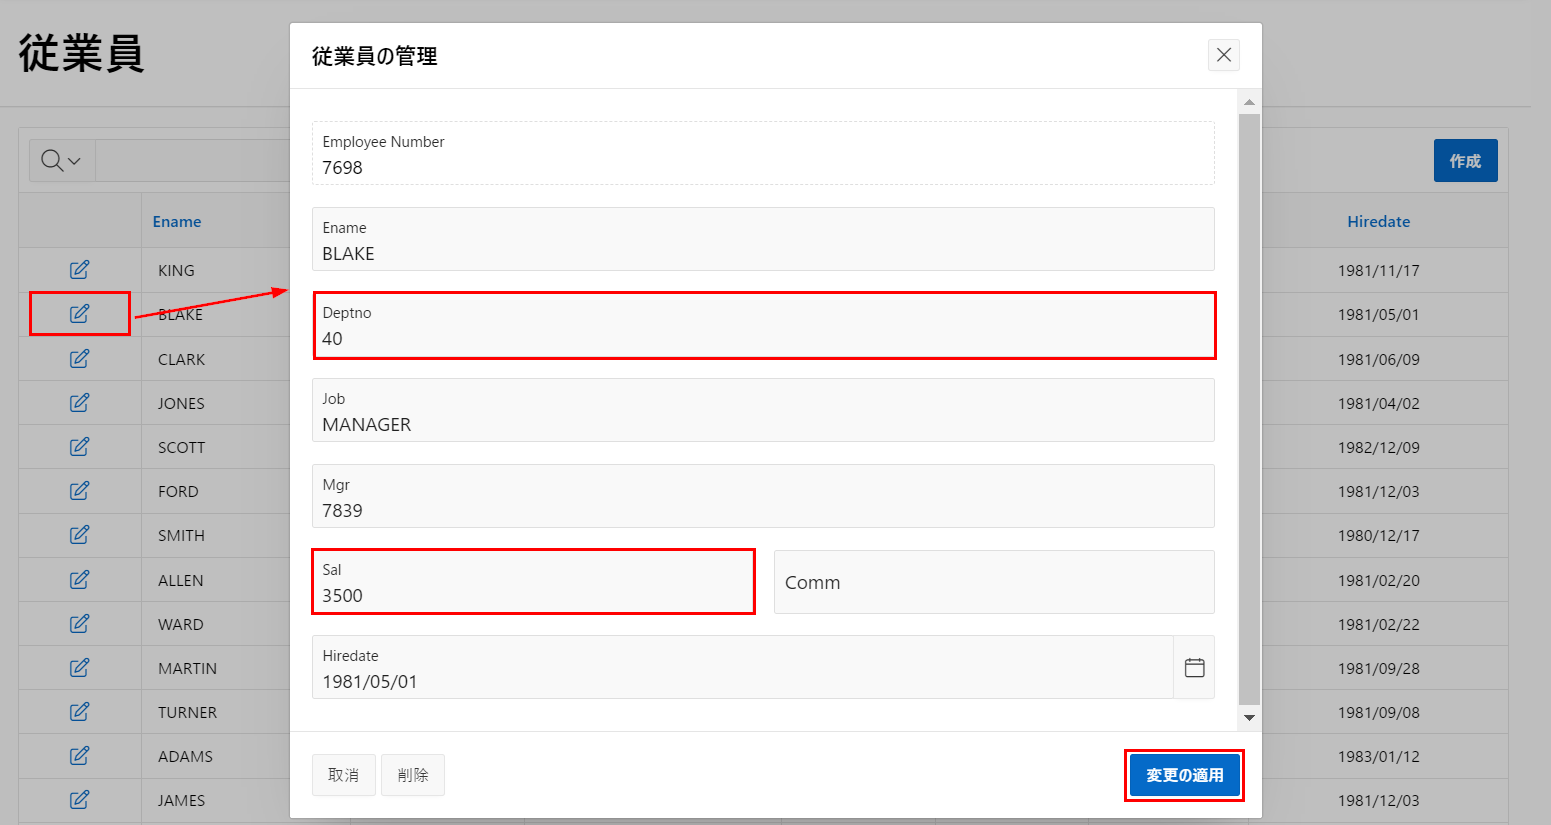 従業員
従業員の管理
Employee Number
7698
作成
Ename
Hiredate
Ename
BLAKE
KING
1981/11/17
BLAKE
1981/05/01
Deptno
40
CLARK
1981/06/09
JONES
1981/04/02
Job
MANAGER
SCOTT
1982/12/09
FORD
1981/12/03
Mgr
7839
SMITH
1980/12/17
ALLEN
1981/02/20
Sal
3500
Comm
WARD
1981/02/22
MARTIN
1981/09/28
Hiredate
1981/05/01
TURNER
1981/09/08
ADAMS
1983/01/12
取消
削除
変更の適用
JAMES
1981/12/03